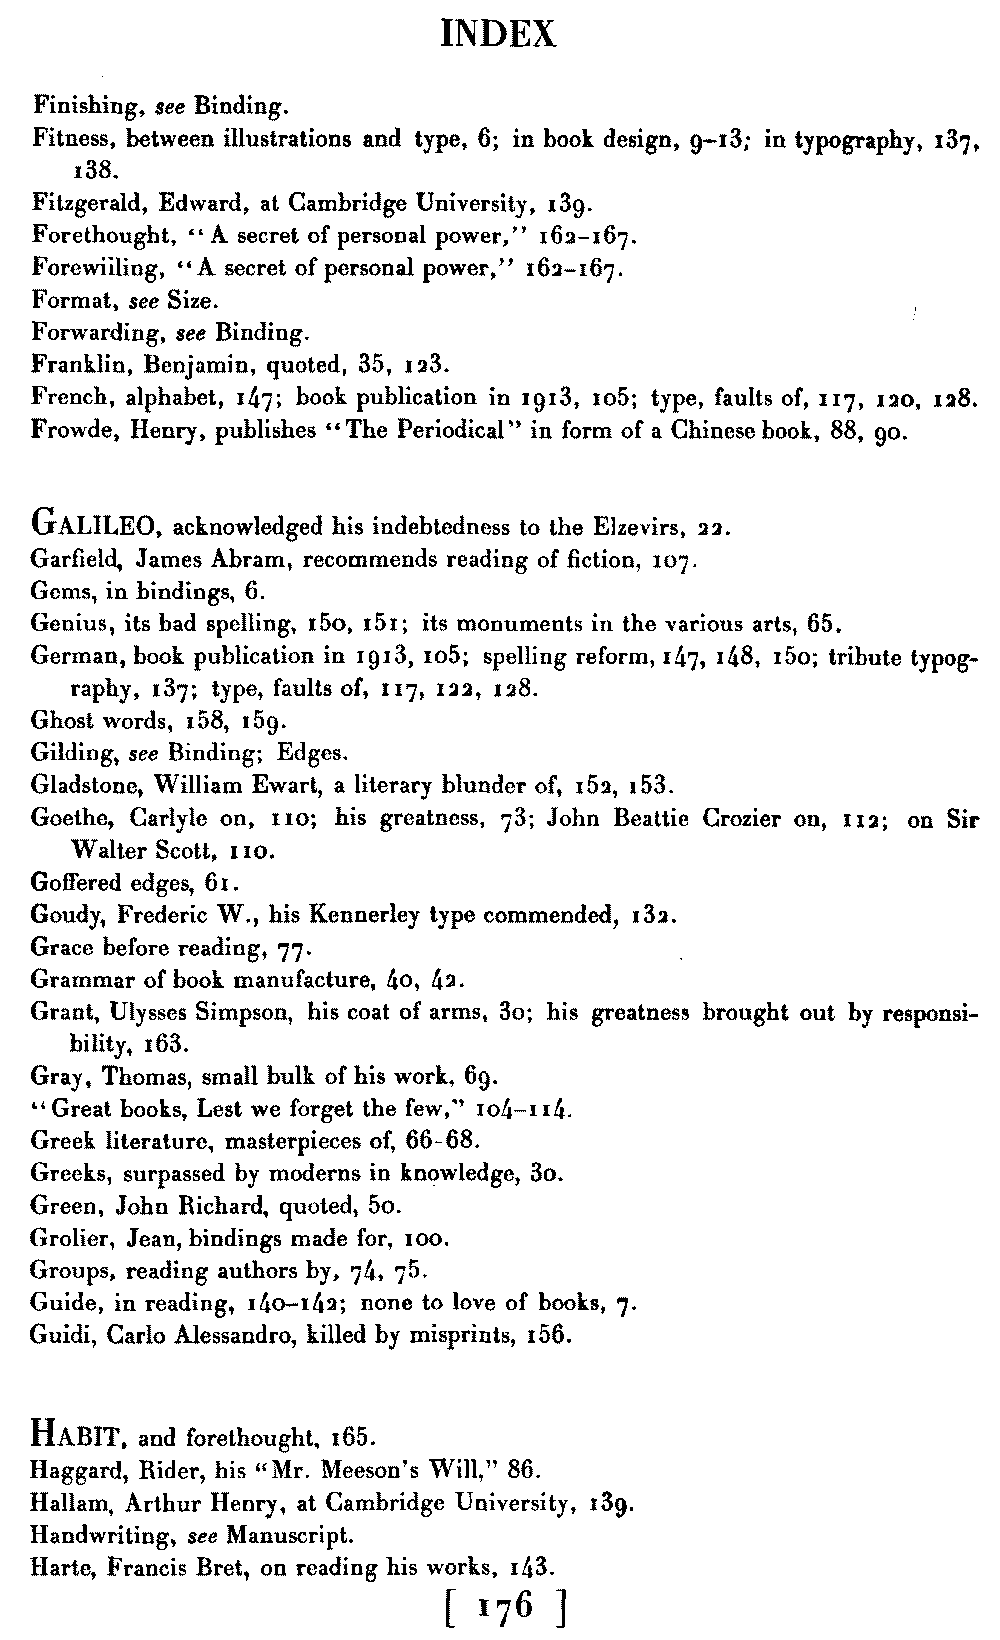 INDEX
Finishing, see Binding.
Fitness, between illustrations and type, 6; in book design, 9–13; in typography, 137,
138.
Fitzgerald, Edward, at Cambridge University, 139.
Forethought, “A secret of personal power,” 162–167.
Forewiiling, “A secret of personal power,” 162–167.
Format, see Size.
Forwarding, see Binding.
Franklin, Benjamin, quoted, 35, 123.
French, alphabet, 147; book publication in 1913, 105; type, faults of, 117, 120, 128.
Frowde, Henry, publishes “The Periodical” in form of a Chinese book, 88, 90.
GALILEO, acknowledged his indebtedness to the Elzevirs, 22.
Garfield, James Abram, recommends reading of fiction, 107.
Gems, in bindings, 6.
Genius, its bad spelling, 150, 151; its monuments in the various arts, 65.
German, book publication in 1913, 105; spelling reform, 147, 148, 150; tribute typog-
raphy, 137; type, faults of, 117, 122, 128.
Ghost words, 158, 159.
Gilding, see Binding; Edges.
Gladstone, William Ewart, a literary blunder of, 152, 153.
Goethe, Carlyle on, 110; his greatness, 73; John Beattie Crozier on, 112; on Sir
Walter Scott, 110.
Goffered edges, 61.
Goudy, Frederic W., his Kennerley type commended, 132.
Grace before reading, 77.
Grammar of book manufacture, 40, 42.
Grant, Ulysses Simpson, his coat of arms, 30; his greatness brought out by responsi-
bility, 163.
Gray, Thomas, small bulk of his work, 69.
“Great books, Lest we forget the few,” 104–114.
Greek literature, masterpieces of, 66-68.
Greeks, surpassed by moderns in knowledge, 30.
Green, John Richard, quoted, 50.
Grolier, Jean, bindings made for, 100.
Groups, reading authors by, 74, 75.
Guide, in reading, 140–142; none to love of books, 7.
Guidi, Carlo Alessandro, killed by misprints, 156.
HABIT, and forethought, 165.
Haggard, Rider, his “Mr. Meeson's Will,” 86.
Hallam, Arthur Henry, at Cambridge University, 139.
Handwriting, see Manuscript.
Harte, Francis Bret, on reading his works, 143.
[ 176 ]